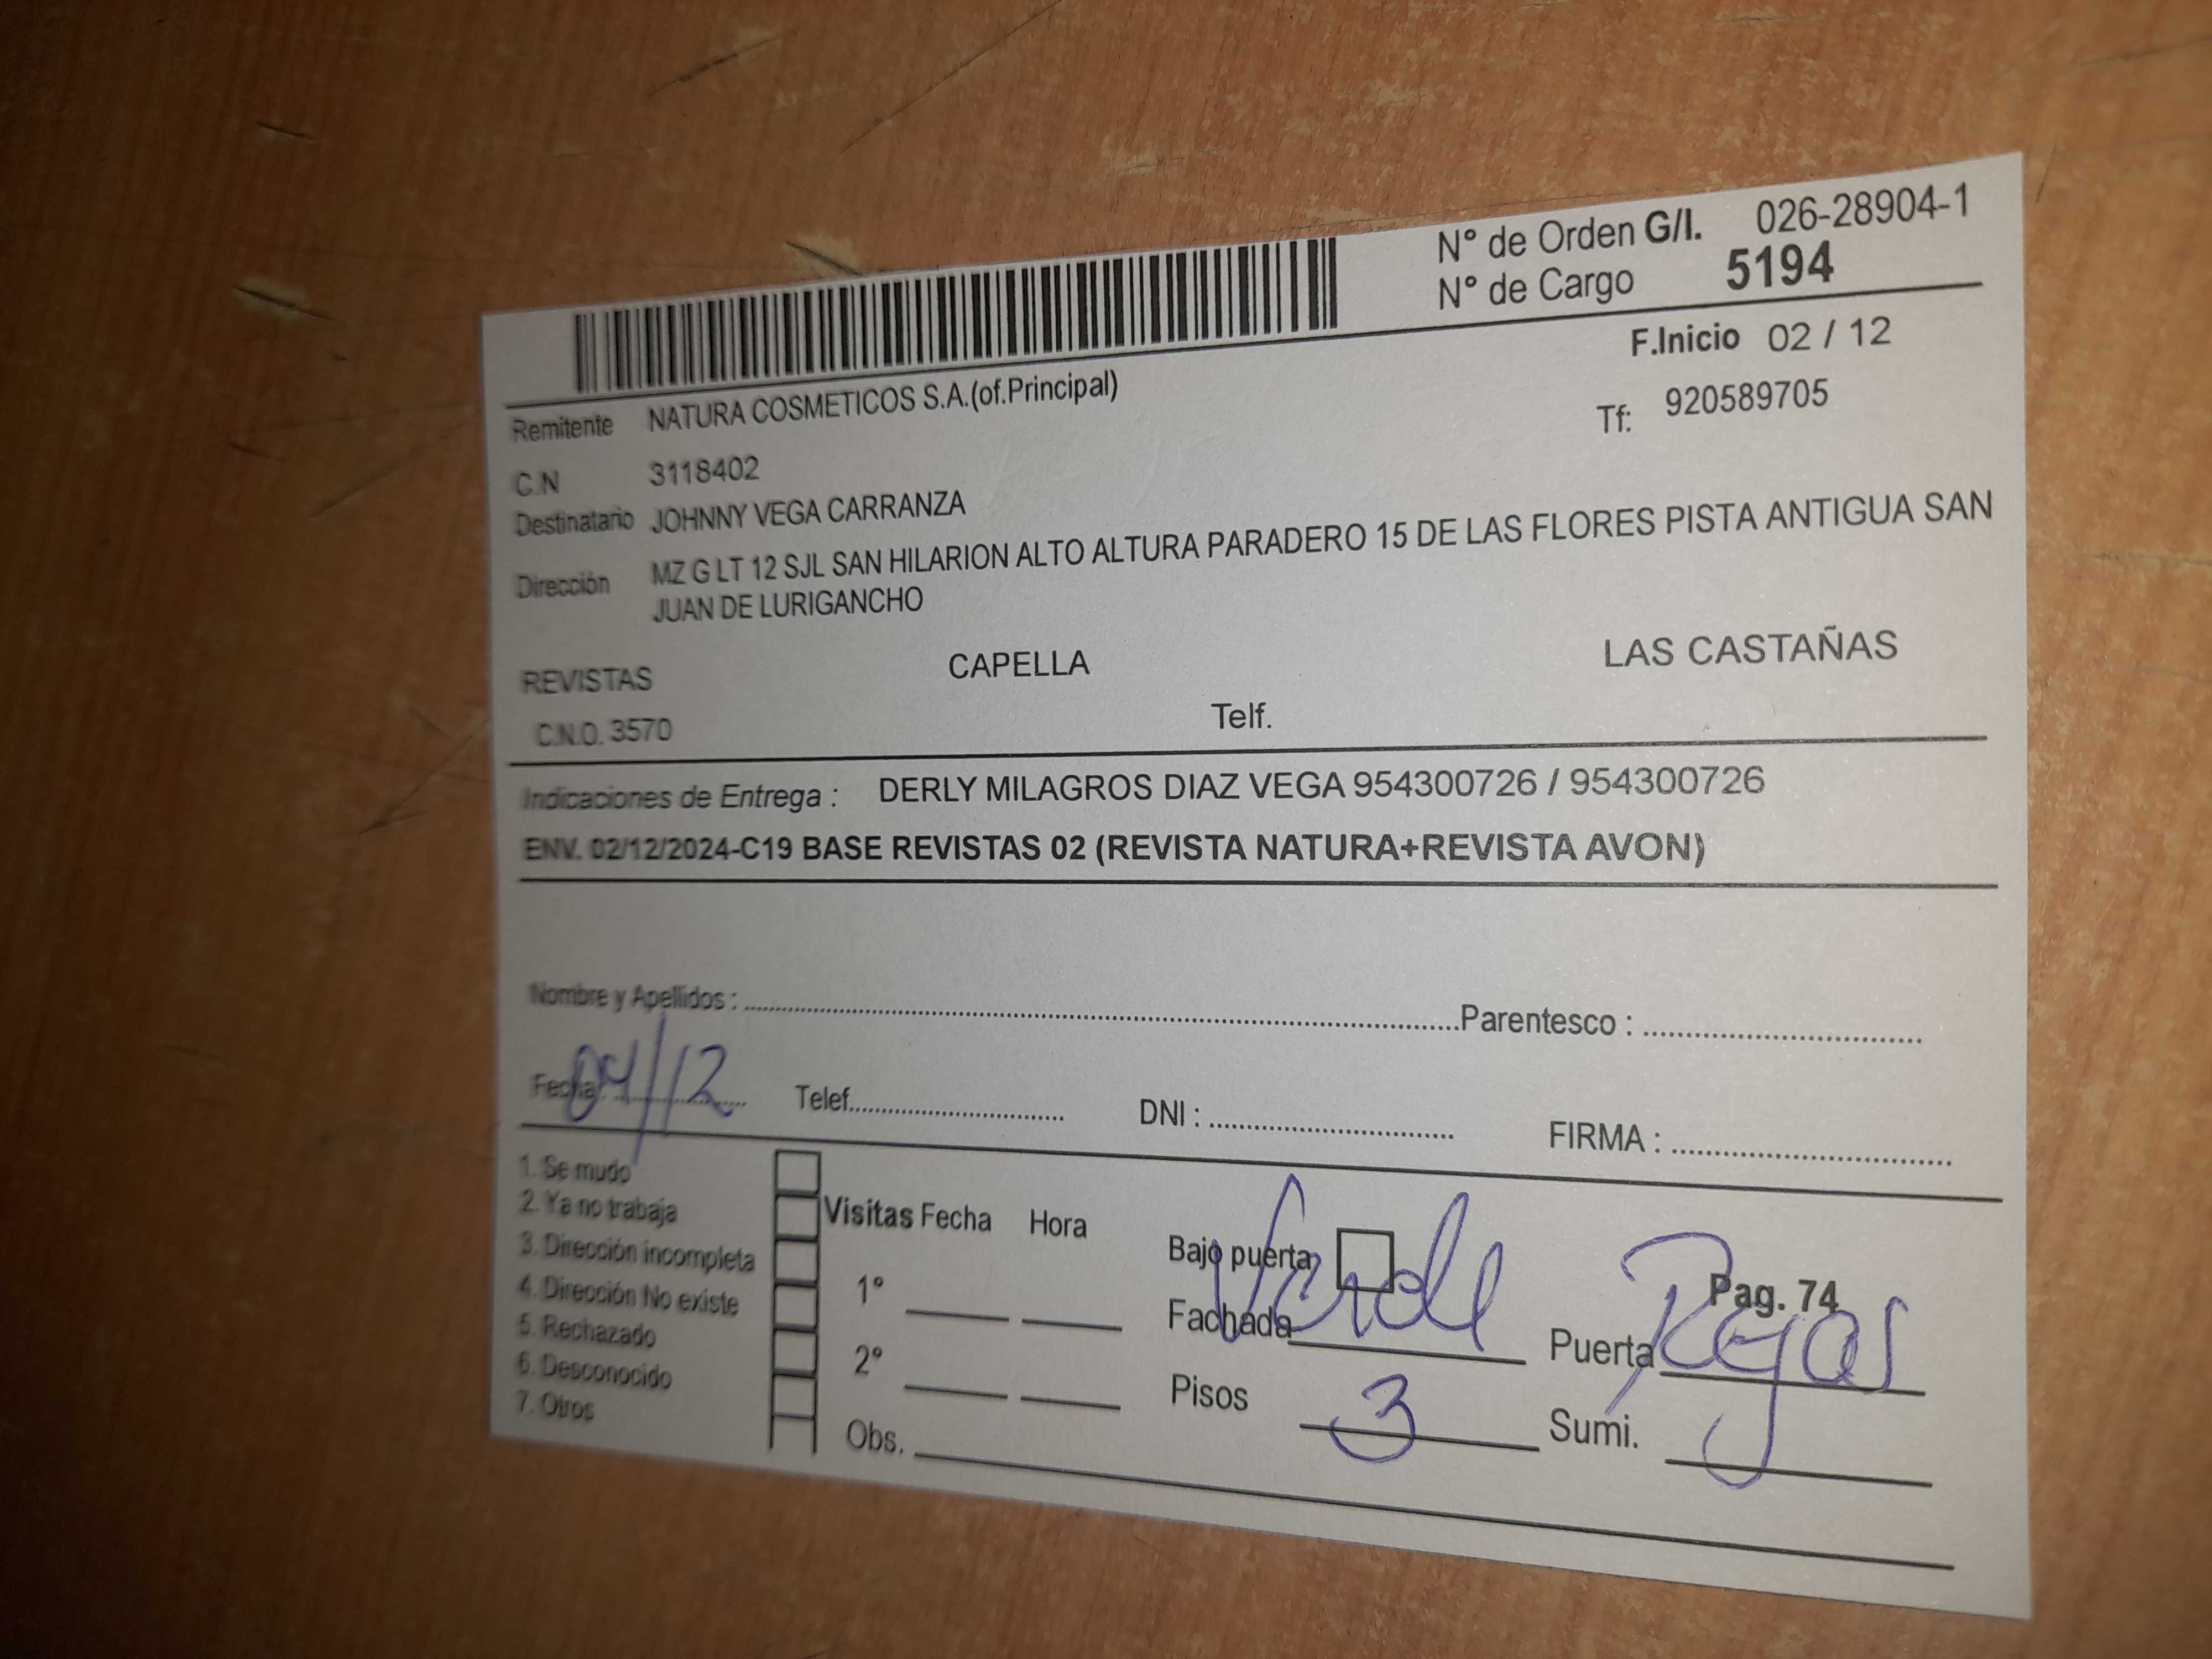 N° de Orden G/I. 026-28904-1
N° de Cargo 5194
F.Inicio 02 / 12
Remitente NATURA COSMETICOS S.A.(of.Principal)
Tf: 920589705
C.N 3118402
Destinatario JOHNNY VEGA CARRANZA
Dirección MZ G LT 12 SJL SAN HILARION ALTO ALTURA PARADERO 15 DE LAS FLORES PISTA ANTIGUA SAN
JUAN DE LURIGANCHO
REVISTAS CAPELLA LAS CASTAÑAS
C.N.O. 3570 Telf.
Indicaciones de Entrega : DERLY MILAGROS DIAZ VEGA 954300726 / 954300726
ENV. 02/12/2024-C19 BASE REVISTAS 02 (REVISTA NATURA+REVISTA AVON)
Nombre y Apellidos : Parentesco :
Fecha: 04/12 Telef. DNI : FIRMA :
1. Se mudo
2. Ya no trabaja
3. Dirección incompleta
4. Dirección No existe
5. Rechazado
6. Desconocido
7. Otros
Visitas Fecha Hora
1°
2°
Obs.
Bajo puerta
Pag. 74
Fachada Verde Puerta Rejas
Pisos 3 Sumi.